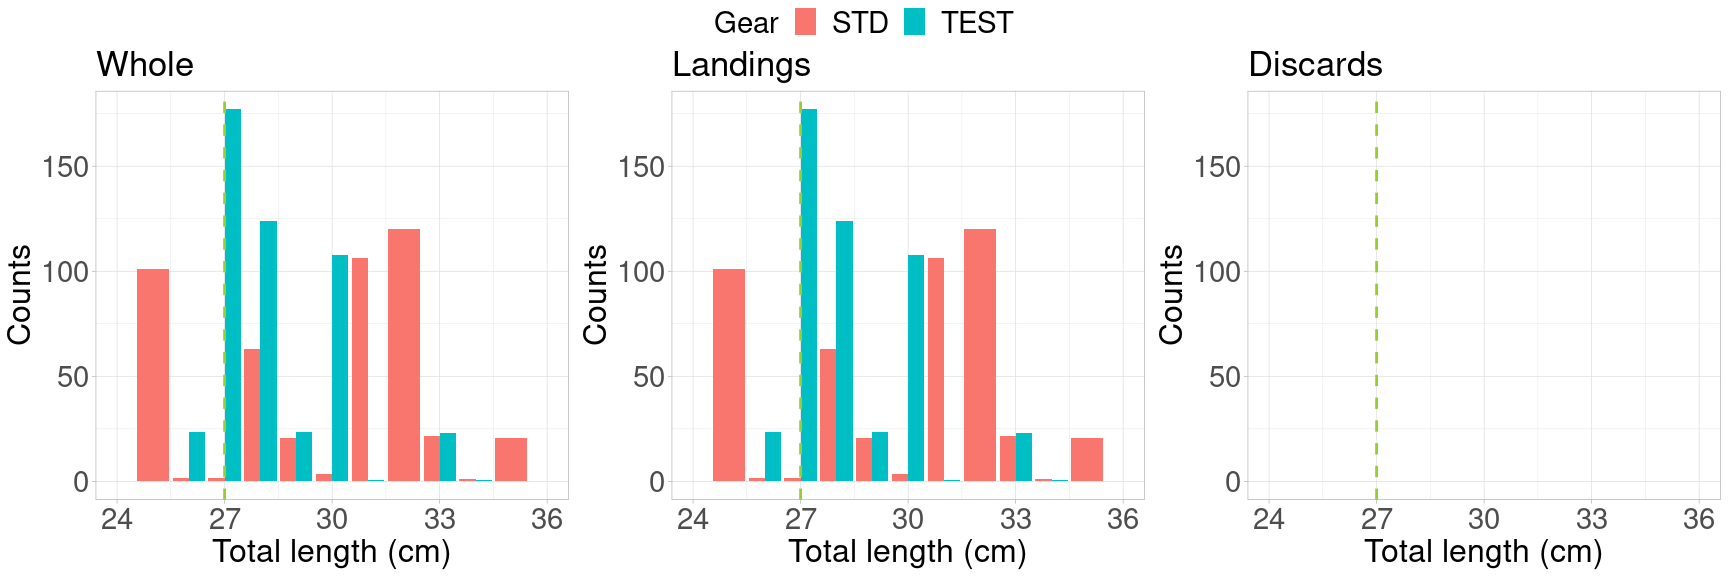 Gear STD TEST
Whole Landings Discards
Counts Counts Counts
150 150 150
100 100 100
50 50 50
0 0 0
24 27 30 33 36 24 27 30 33 36 24 27 30 33 36
Total length (cm) Total length (cm) Total length (cm)